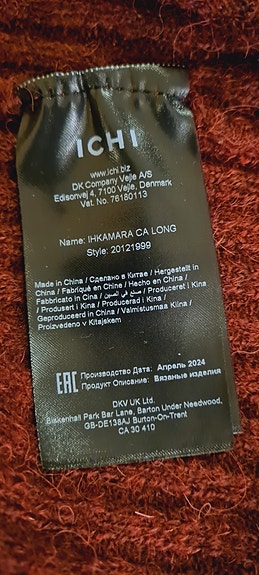 ICHI
www.ichi.biz
DK Company Vejle A/S
Edisonvej 4, 7100 Vejle, Denmark
Vat. No. 76180113
Name: IHKAMARA CA LONG
Style: 20121999
Made in China / Сделано в Китае / Hergestellt in
China / Fabriqué en Chine / Hecho en China /
Fabbricato in Cina / صنع في الصين / Produceret i Kina
/ Produsert i Kina / Producerad i Kina /
Geproduceerd in China / Valmistusmaa Kiina /
Proizvedeno v Kitajskem
EAC Производство Дата: Апрель 2024
Продукт Описание: Вязаные изделия
DKV UK Ltd.
Blakenhall Park Bar Lane, Barton Under Needwood,
GB-DE138AJ Burton-On-Trent
CA 30 410